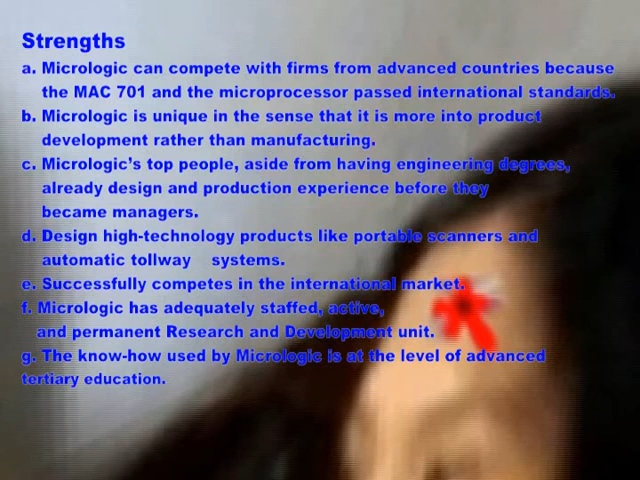 Strengths
a. Micrologic can compete with firms from advanced countries because
the MAC 701 and the microprocessor passed international standards.
b. Micrologic is unique in the sense that it is more into product
development rather than manufacturing.
c. Micrologic's top people, aside from having engineering degrees,
already design and production experience before they
became managers.
d. Design high-technology products like portable scanners and
automatic tollway systems.
e. Successfully competes in the international market.
f. Micrologic has adequately staffed, active,
and permanent Research and Development unit.
g. The know-how used by Micrologic is at the level of advanced
tertiary education.